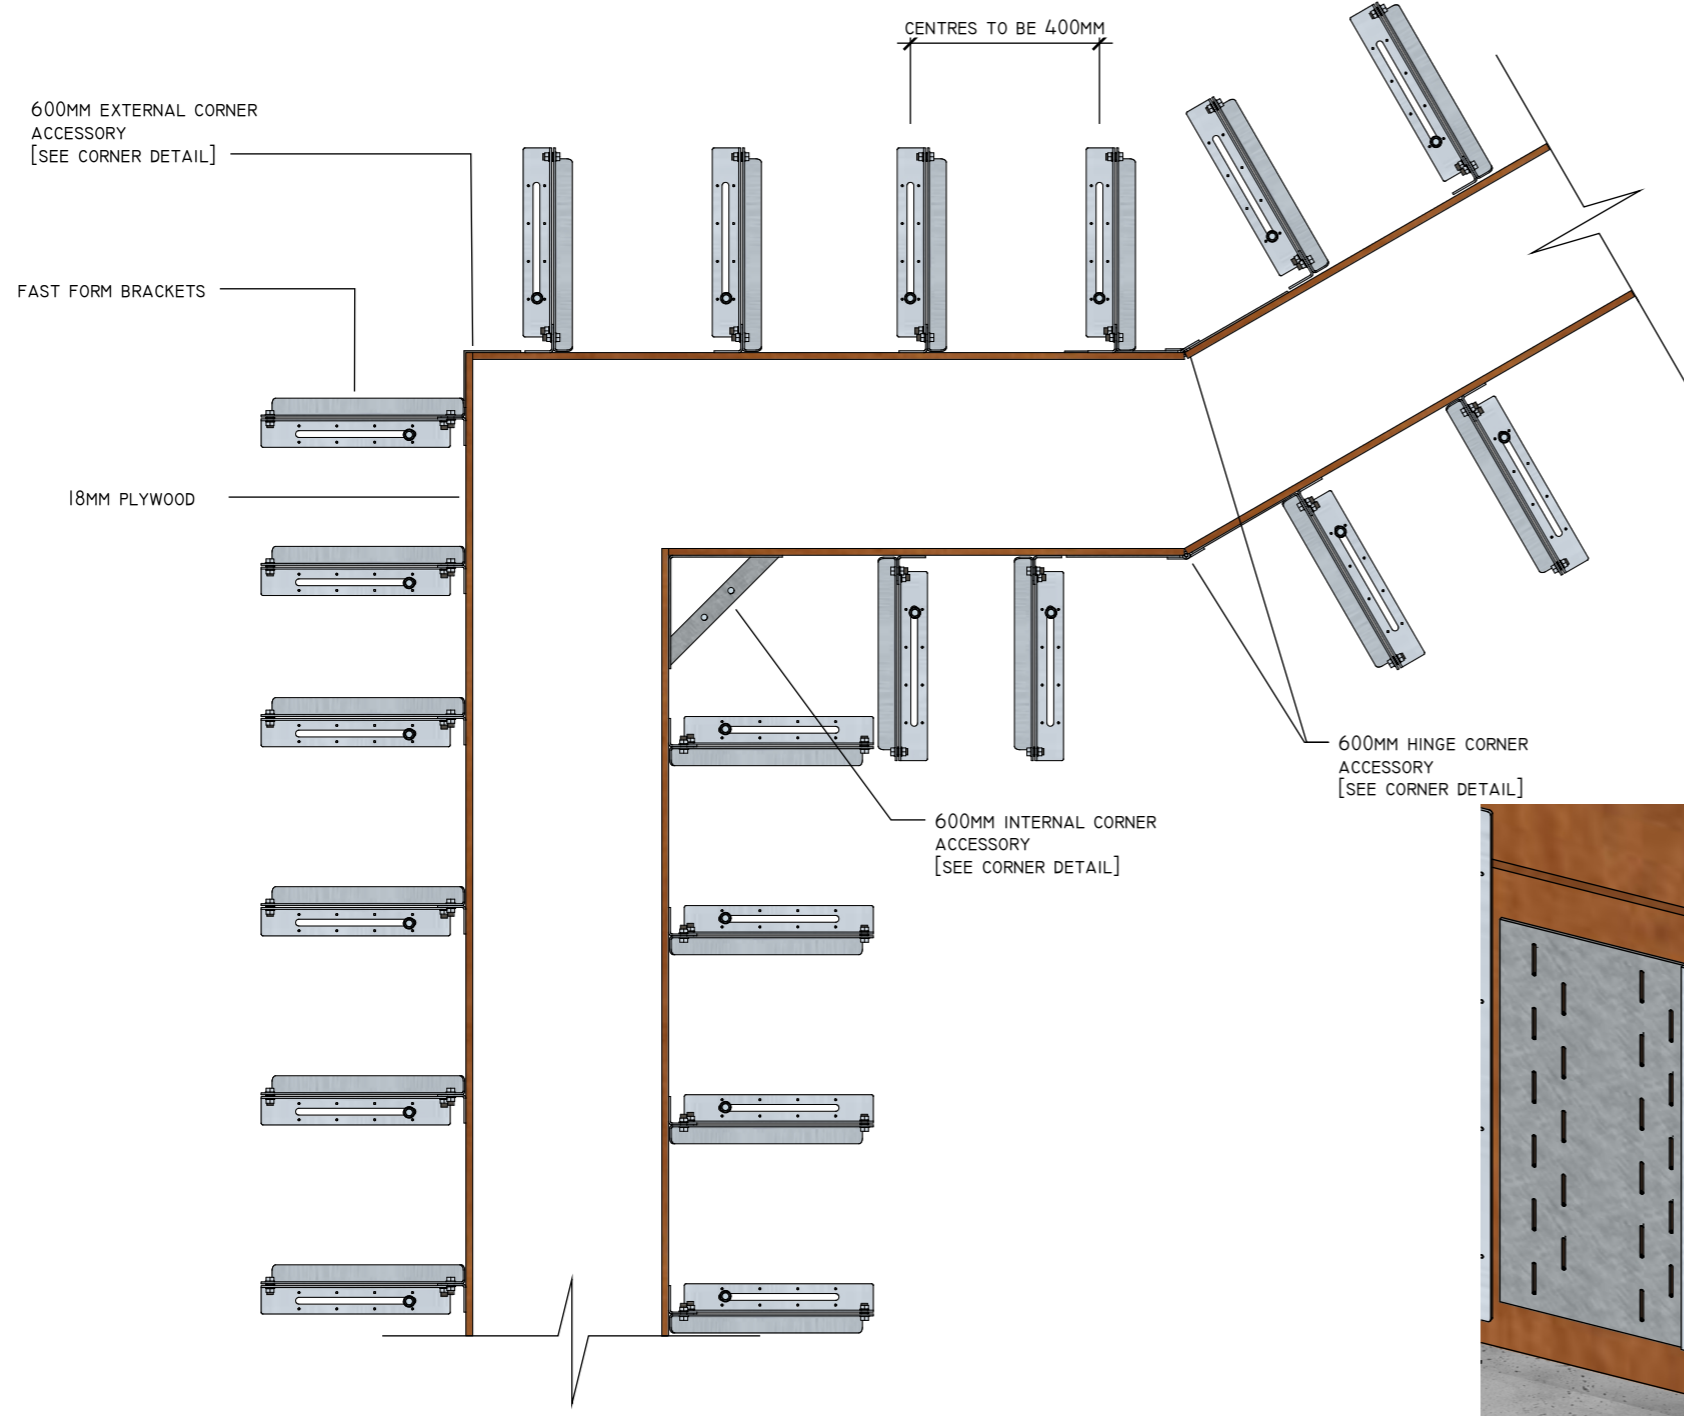 CENTRES TO BE 400MM
600MM EXTERNAL CORNER
ACCESSORY
[SEE CORNER DETAIL]
FAST FORM BRACKETS
18MM PLYWOOD
600MM HINGE CORNER
ACCESSORY
[SEE CORNER DETAIL]
600MM INTERNAL CORNER
ACCESSORY
[SEE CORNER DETAIL]